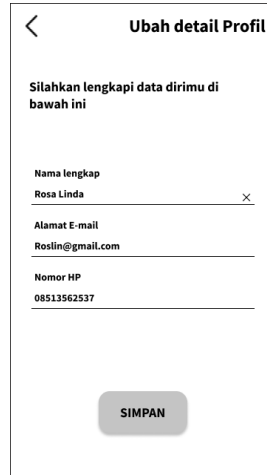 Ubah detail Profil
Silahkan lengkapi data dirimu di
bawah ini
Nama lengkap
Rosa Linda
Alamat E-mail
Roslin@gmail.com
Nomor HP
08513562537
SIMPAN